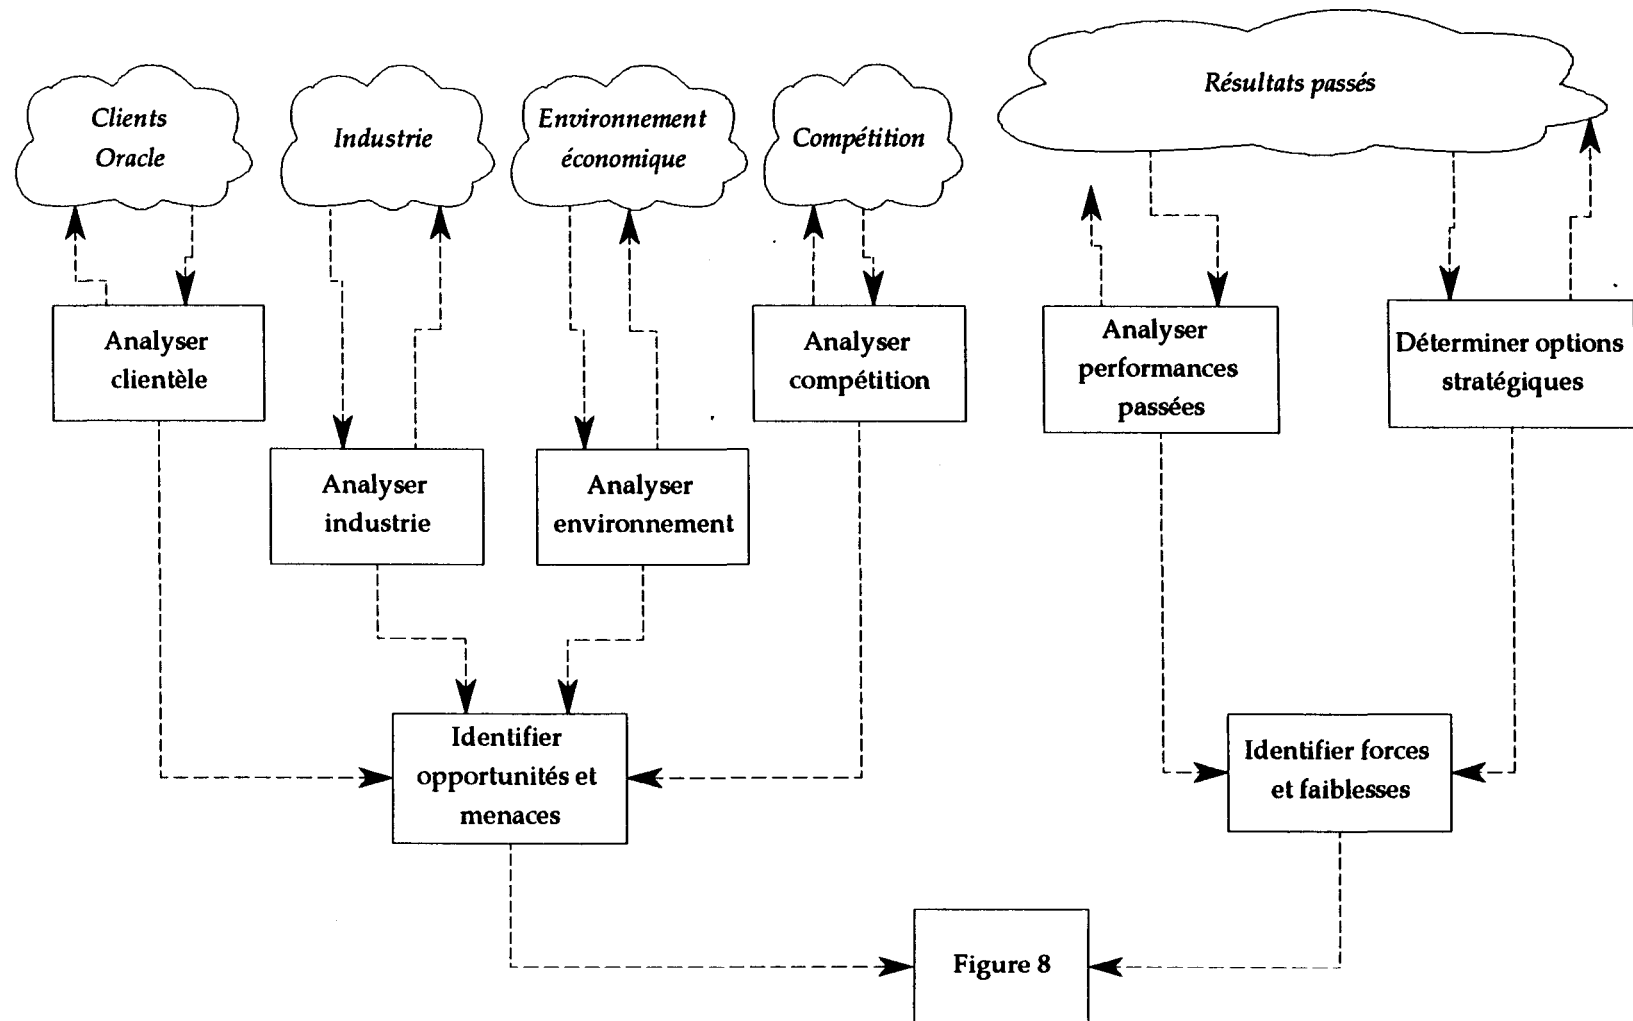 Clients
Oracle
Industrie
Environnement
économique
Compétition
Résultats passés
Analyser
clientèle
Analyser
compétition
Analyser
performances
passées
Déterminer options
stratégiques
Analyser
industrie
Analyser
environnement
Identifier
opportunités et
menaces
Identifier forces
et faiblesses
Figure 8